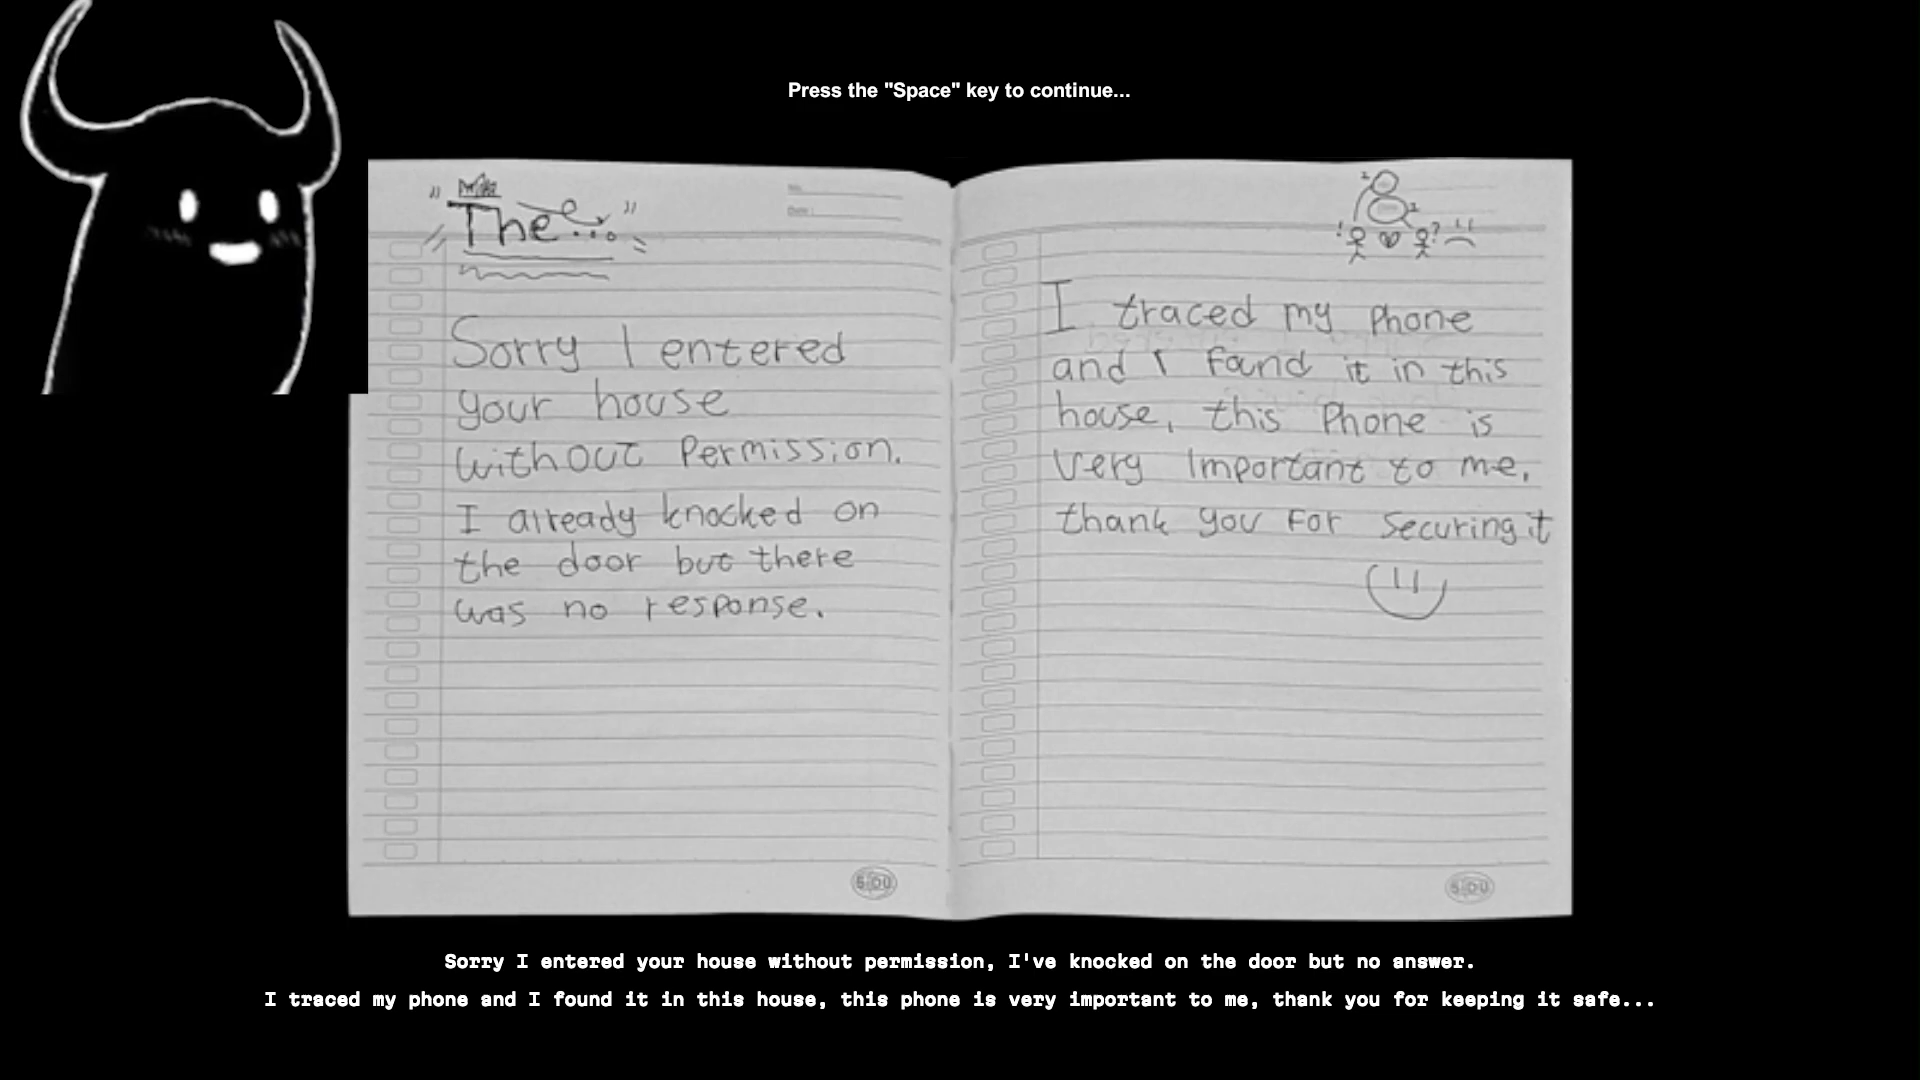 Press the "Space" key to continue...
"The..."
Sorry I entered
your house
without Permission.
I already knocked on
the door but there
was no response.
I traced my Phone
and I Found it in this
house, this Phone is
Very Important to me,
thank you For Securing it
Sorry I entered your house without permission, I've knocked on the door but no answer.
I traced my phone and I found it in this house, this phone is very important to me, thank you for keeping it safe...